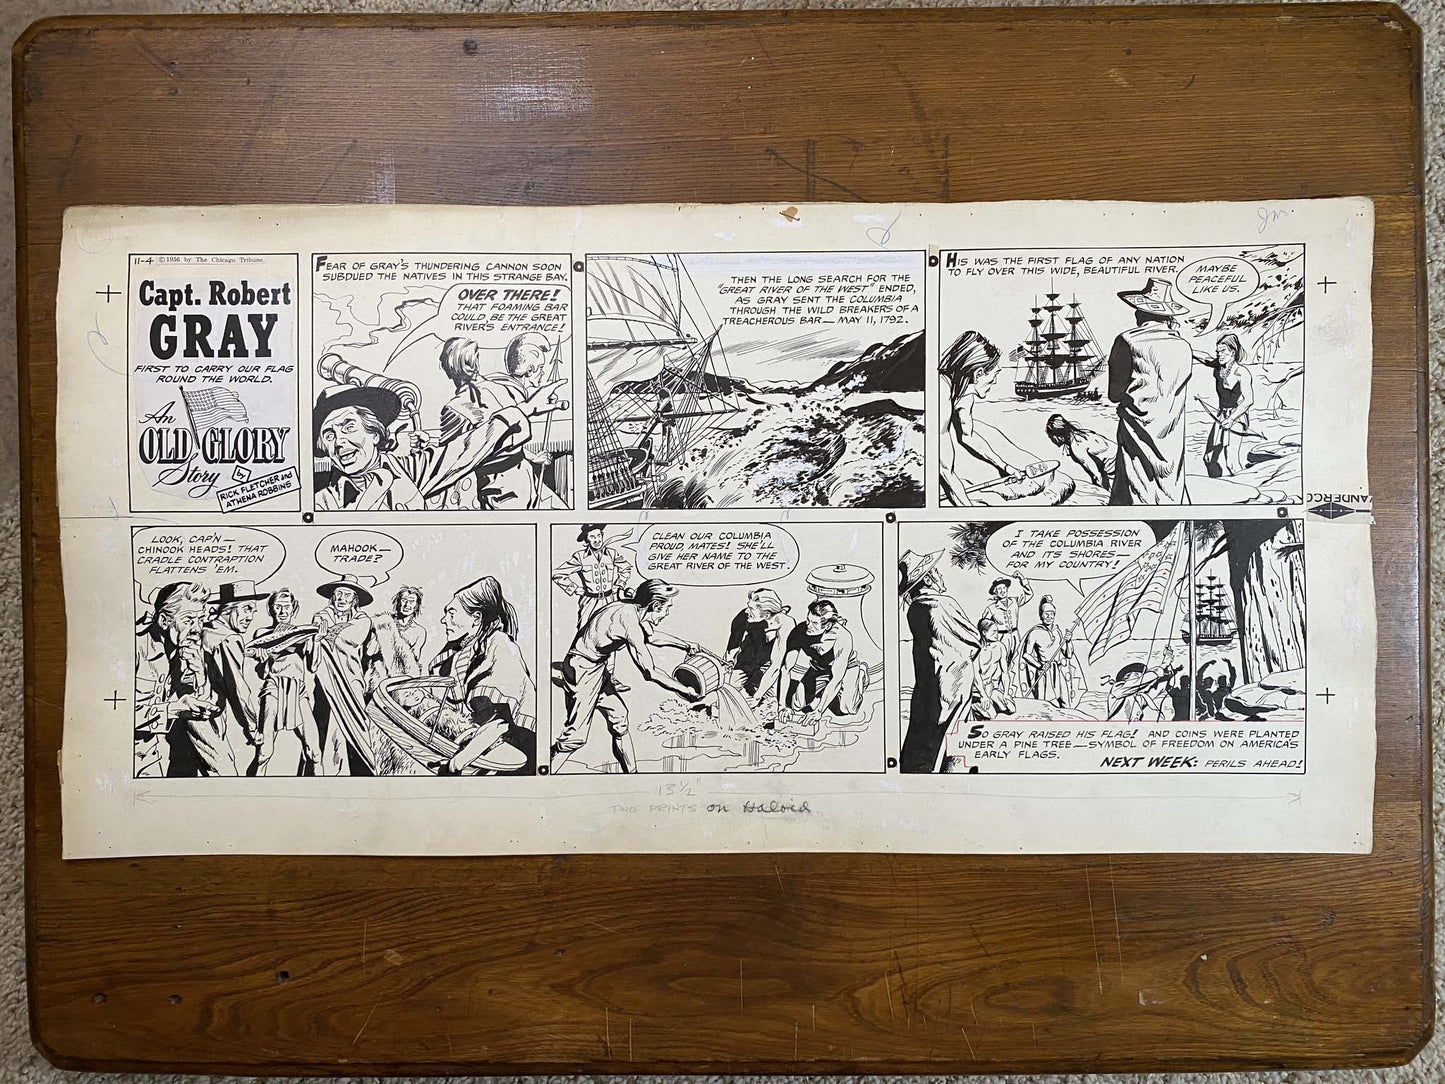 11-4 ©1956 by The Chicago Tribune.
Capt. Robert
GRAY
FIRST TO CARRY OUR FLAG
ROUND THE WORLD.
An
OLD GLORY
Story
by
RICK FLETCHER and
ATHENA ROBBINS
FEAR OF GRAY'S THUNDERING CANNON SOON
SUBDUED THE NATIVES IN THIS STRANGE BAY.
OVER THERE!
THAT FOAMING BAR
COULD BE THE GREAT
RIVER'S ENTRANCE!
THEN THE LONG SEARCH FOR THE
"GREAT RIVER OF THE WEST" ENDED,
AS GRAY SENT THE COLUMBIA
THROUGH THE WILD BREAKERS OF A
TREACHEROUS BAR— MAY 11, 1792.
HIS WAS THE FIRST FLAG OF ANY NATION
TO FLY OVER THIS WIDE, BEAUTIFUL RIVER.
MAYBE
PEACEFUL
LIKE US.
ANDERCO
LOOK, CAP'N—
CHINOOK HEADS! THAT
CRADLE CONTRAPTION
FLATTENS 'EM.
MAHOOK—
TRADE?
CLEAN OUR COLUMBIA
PROUD, MATES! SHE'LL
GIVE HER NAME TO THE
GREAT RIVER OF THE WEST.
I TAKE POSSESSION
OF THE COLUMBIA RIVER
AND ITS SHORES—
FOR MY COUNTRY!
SO GRAY RAISED HIS FLAG! AND COINS WERE PLANTED
UNDER A PINE TREE—SYMBOL OF FREEDOM ON AMERICA'S
EARLY FLAGS.
NEXT WEEK: PERILS AHEAD!
13½"
TWO PRINTS on Haloid